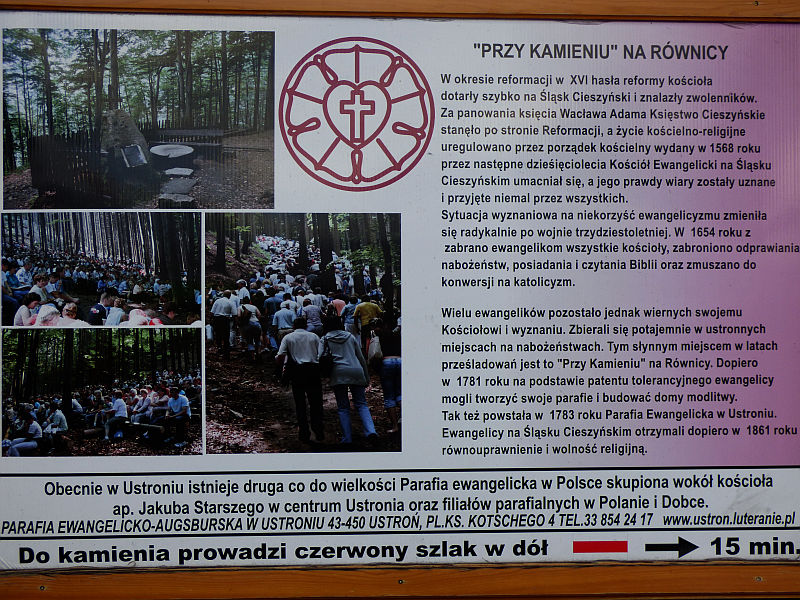 "PRZY KAMIENIU" NA RÓWNICY
W okresie reformacji w XVI hasła reformy kościoła
dotarły szybko na Śląsk Cieszyński i znalazły zwolenników.
Za panowania księcia Wacława Adama Księstwo Cieszyńskie
stanęło po stronie Reformacji, a życie kościelno-religijne
uregulowano przez porządek kościelny wydany w 1568 roku
przez następne dziesięciolecia Kościół Ewangelicki na Śląsku
Cieszyńskim umacniał się, a jego prawdy wiary zostały uznane
i przyjęte niemal przez wszystkich.
Sytuacja wyznaniowa na niekorzyść ewangelicyzmu zmieniła
się radykalnie po wojnie trzydziestoletniej. W 1654 roku z
zabrano ewangelikom wszystkie kościoły, zabroniono odprawiania
nabożeństw, posiadania i czytania Biblii oraz zmuszano do
konwersji na katolicyzm.
Wielu ewangelików pozostało jednak wiernych swojemu
Kościołowi i wyznaniu. Zbierali się potajemnie w ustronnych
miejscach na nabożeństwach. Tym słynnym miejscem w latach
prześladowań jest to "Przy Kamieniu" na Równicy. Dopiero
w 1781 roku na podstawie patentu tolerancyjnego ewangelicy
mogli tworzyć swoje parafie i budować domy modlitwy.
Tak też powstała w 1783 roku Parafia Ewangelicka w Ustroniu.
Ewangelicy na Śląsku Cieszyńskim otrzymali dopiero w 1861 roku
równouprawnienie i wolność religijną.
Obecnie w Ustroniu istnieje druga co do wielkości Parafia ewangelicka w Polsce skupiona wokół kościoła
ap. Jakuba Starszego w centrum Ustronia oraz filiałów parafialnych w Polanie i Dobce.
PARAFIA EWANGELICKO-AUGSBURSKA W USTRONIU 43-450 USTROŃ, PL.KS. KOTSCHEGO 4 TEL.33 854 24 17 www.ustron.luteranie.pl
Do kamienia prowadzi czerwony szlak w dół 15 min.